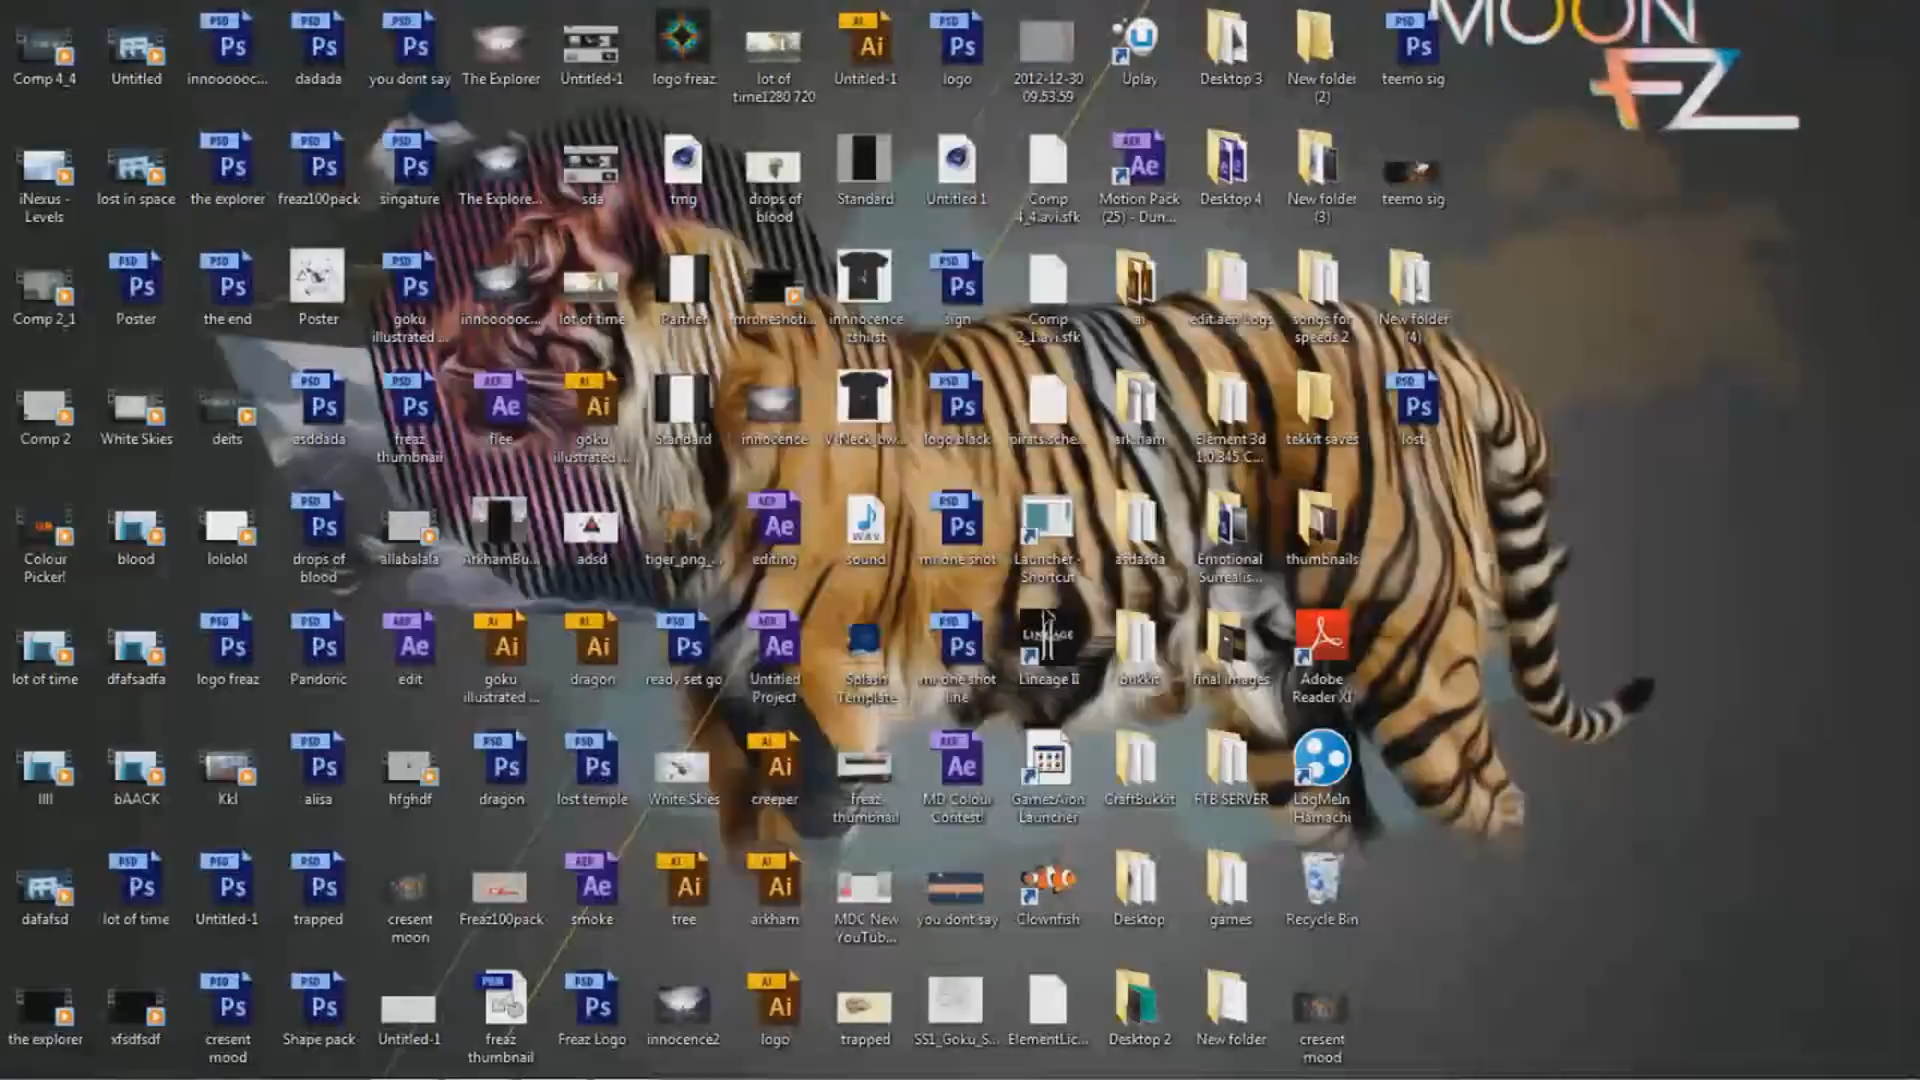 MOON
FZ
Comp 4_4
Untitled
innoooooc...
dadada
you dont say
The Explorer
Untitled-1
logo freaz
lot of
time1280 720
Untitled-1
logo
2012-12-30
09.53.59
Uplay
Desktop 3
New folder
(2)
teemo sig
iNexus -
Levels
lost in space
the explorer
freaz100pack
singature
The Explore...
sda
tmg
drops of
blood
Standard
Untitled 1
Comp
4_4.avi.sfk
Motion Pack
(25) - Dun...
Desktop 4
New folder
(3)
teemo sig
Comp 2_1
Poster
the end
Poster
goku
illustrated ...
innoooooc...
lot of time
Partner
mroneshoti...
innnocence
tshirst
sign
Comp
2_1.avi.sfk
ai
edit.aep Logs
songs for
speeds 2
New folder
(4)
Comp 2
White Skies
deits
asddada
freaz
thumbnail
flee
goku
illustrated ...
Standard
innocence
V-Neck_bw...
logo black
pirats.sche...
arkham
Element 3d
1.0.345 C...
tekkit saves
lost
Colour
Picker!
blood
lololol
drops of
blood
allabalala
ArkhamBu...
adsd
tiger_png_...
editing
sound
mr one shot
Launcher -
Shortcut
asdasda
Emotional
Surrealis...
thumbnails
lot of time
dfafsadfa
logo freaz
Pandoric
edit
goku
illustrated ...
dragon
ready set go
Untitled
Project
Splash
Template
mr one shot
line
Lineage II
bukkit
final images
Adobe
Reader XI
llll
bAACK
Kkl
alisa
hfghdf
dragon
lost temple
White Skies
creeper
freaz
thumbnail
MD Colour
Contest!
GamezAion
Launcher
CraftBukkit
FTB SERVER
LogMeIn
Hamachi
dafafsd
lot of time
Untitled-1
trapped
cresent
moon
Freaz100pack
smoke
tree
arkham
MDC New
YouTub...
you dont say
Clownfish
Desktop
games
Recycle Bin
the explorer
xfsdfsdf
cresent
mood
Shape pack
Untitled-1
freaz
thumbnail
Freaz Logo
innocence2
logo
trapped
SS1_Goku_S...
ElementLic...
Desktop 2
New folder
cresent
mood